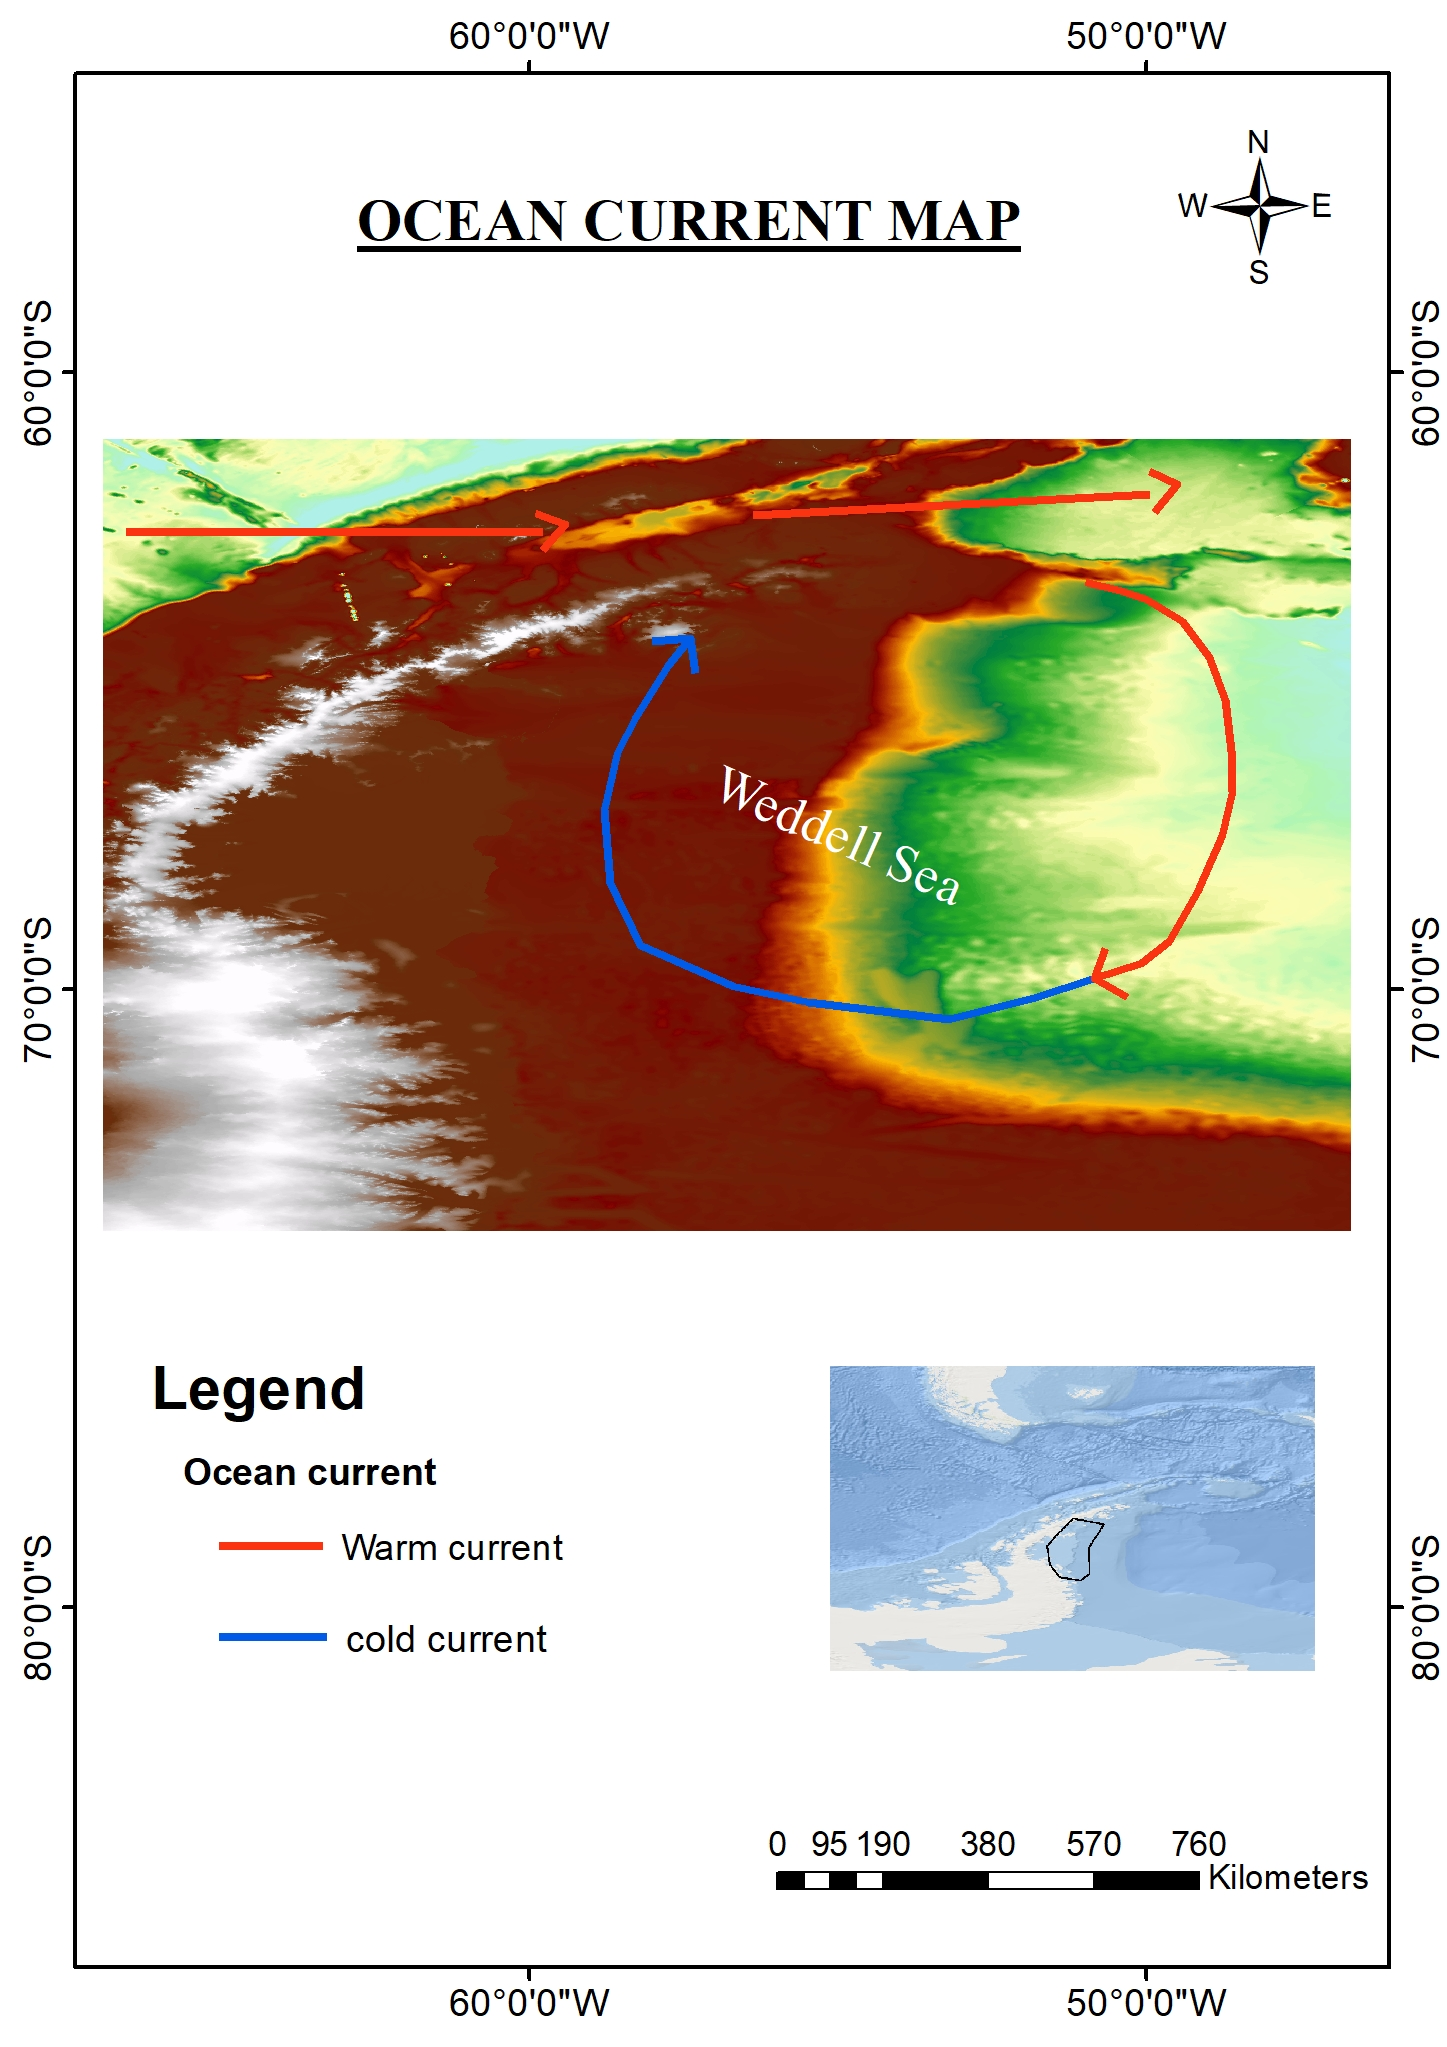 60°0'0"W 50°0'0"W
N
W E
S
OCEAN CURRENT MAP
60°0'0"S 60°0'0"S
Weddell Sea
70°0'0"S 70°0'0"S
Legend
Ocean current
Warm current
cold current
80°0'0"S 80°0'0"S
0 95 190 380 570 760
Kilometers
60°0'0"W 50°0'0"W